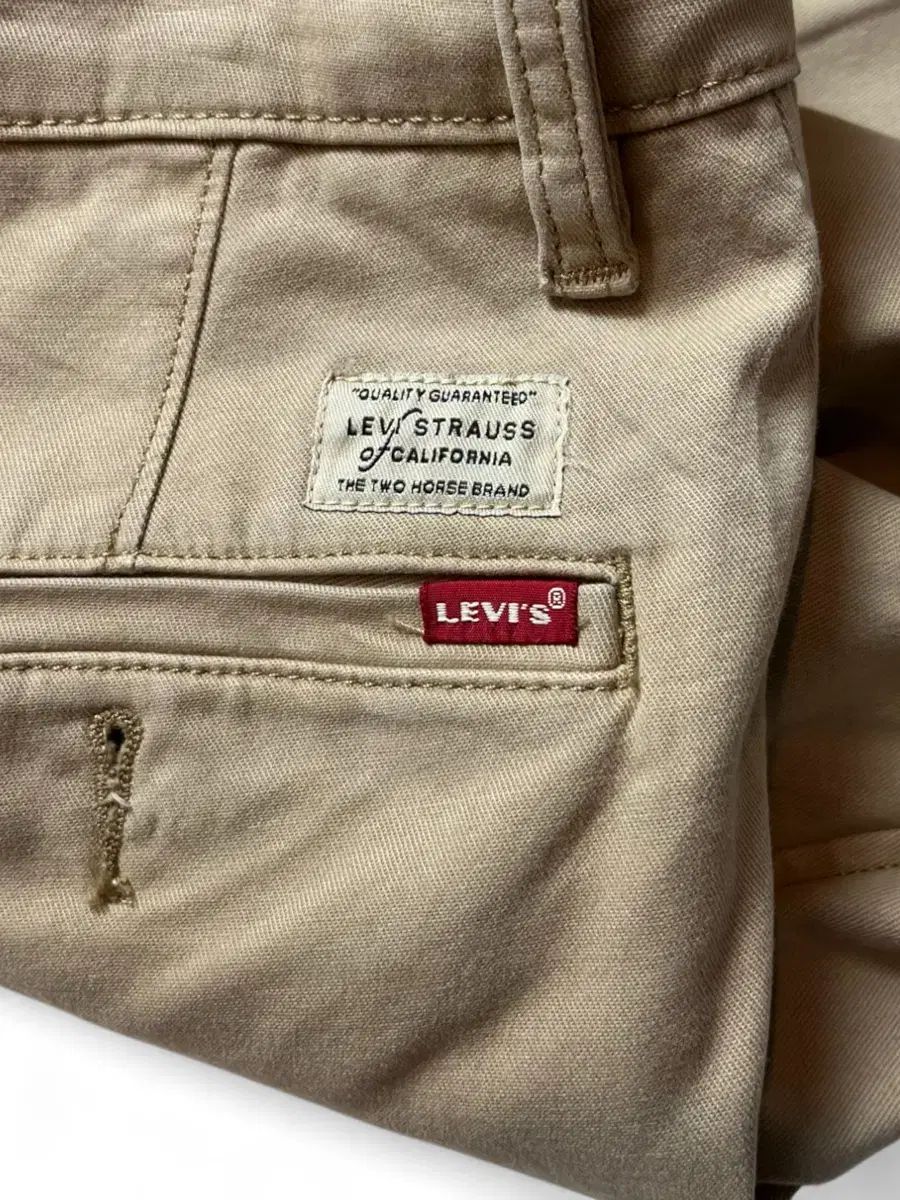 "QUALITY GUARANTEED"
LEVI STRAUSS
of CALIFORNIA
THE TWO HORSE BRAND
LEVI'S®